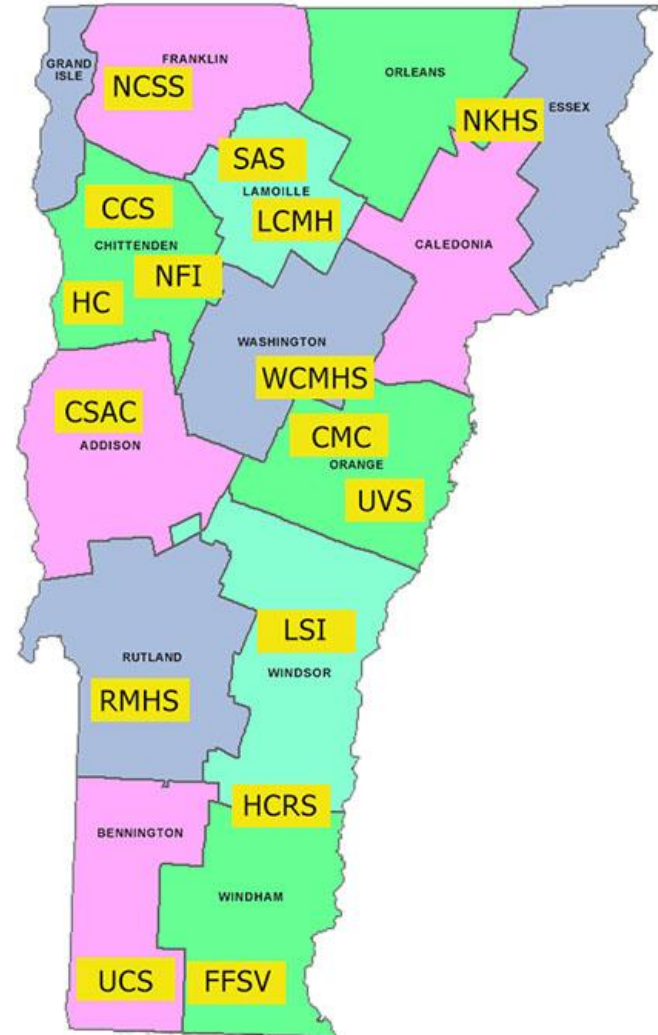 GRAND
ISLE
FRANKLIN
NCSS
ORLEANS
NKHS
ESSEX
SAS
LAMOILLE
LCMH
CCS
CHITTENDEN
NFI
HC
CALEDONIA
WASHINGTON
WCMHS
CSAC
ADDISON
CMC
ORANGE
UVS
LSI
WINDSOR
RUTLAND
RMHS
HCRS
BENNINGTON
WINDHAM
UCS
FFSV